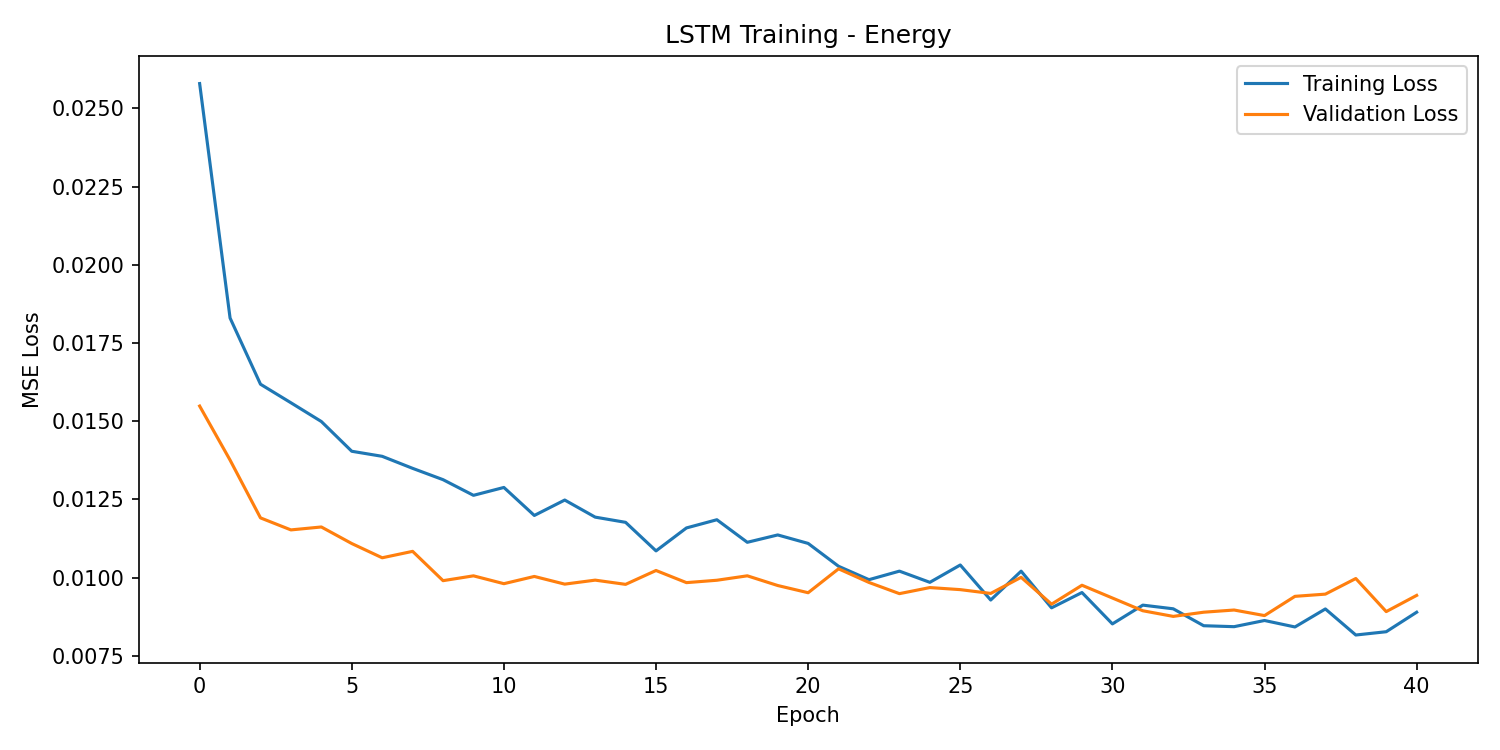 LSTM Training - Energy
Training Loss
Validation Loss
MSE Loss
0.0250
0.0225
0.0200
0.0175
0.0150
0.0125
0.0100
0.0075
0 5 10 15 20 25 30 35 40
Epoch